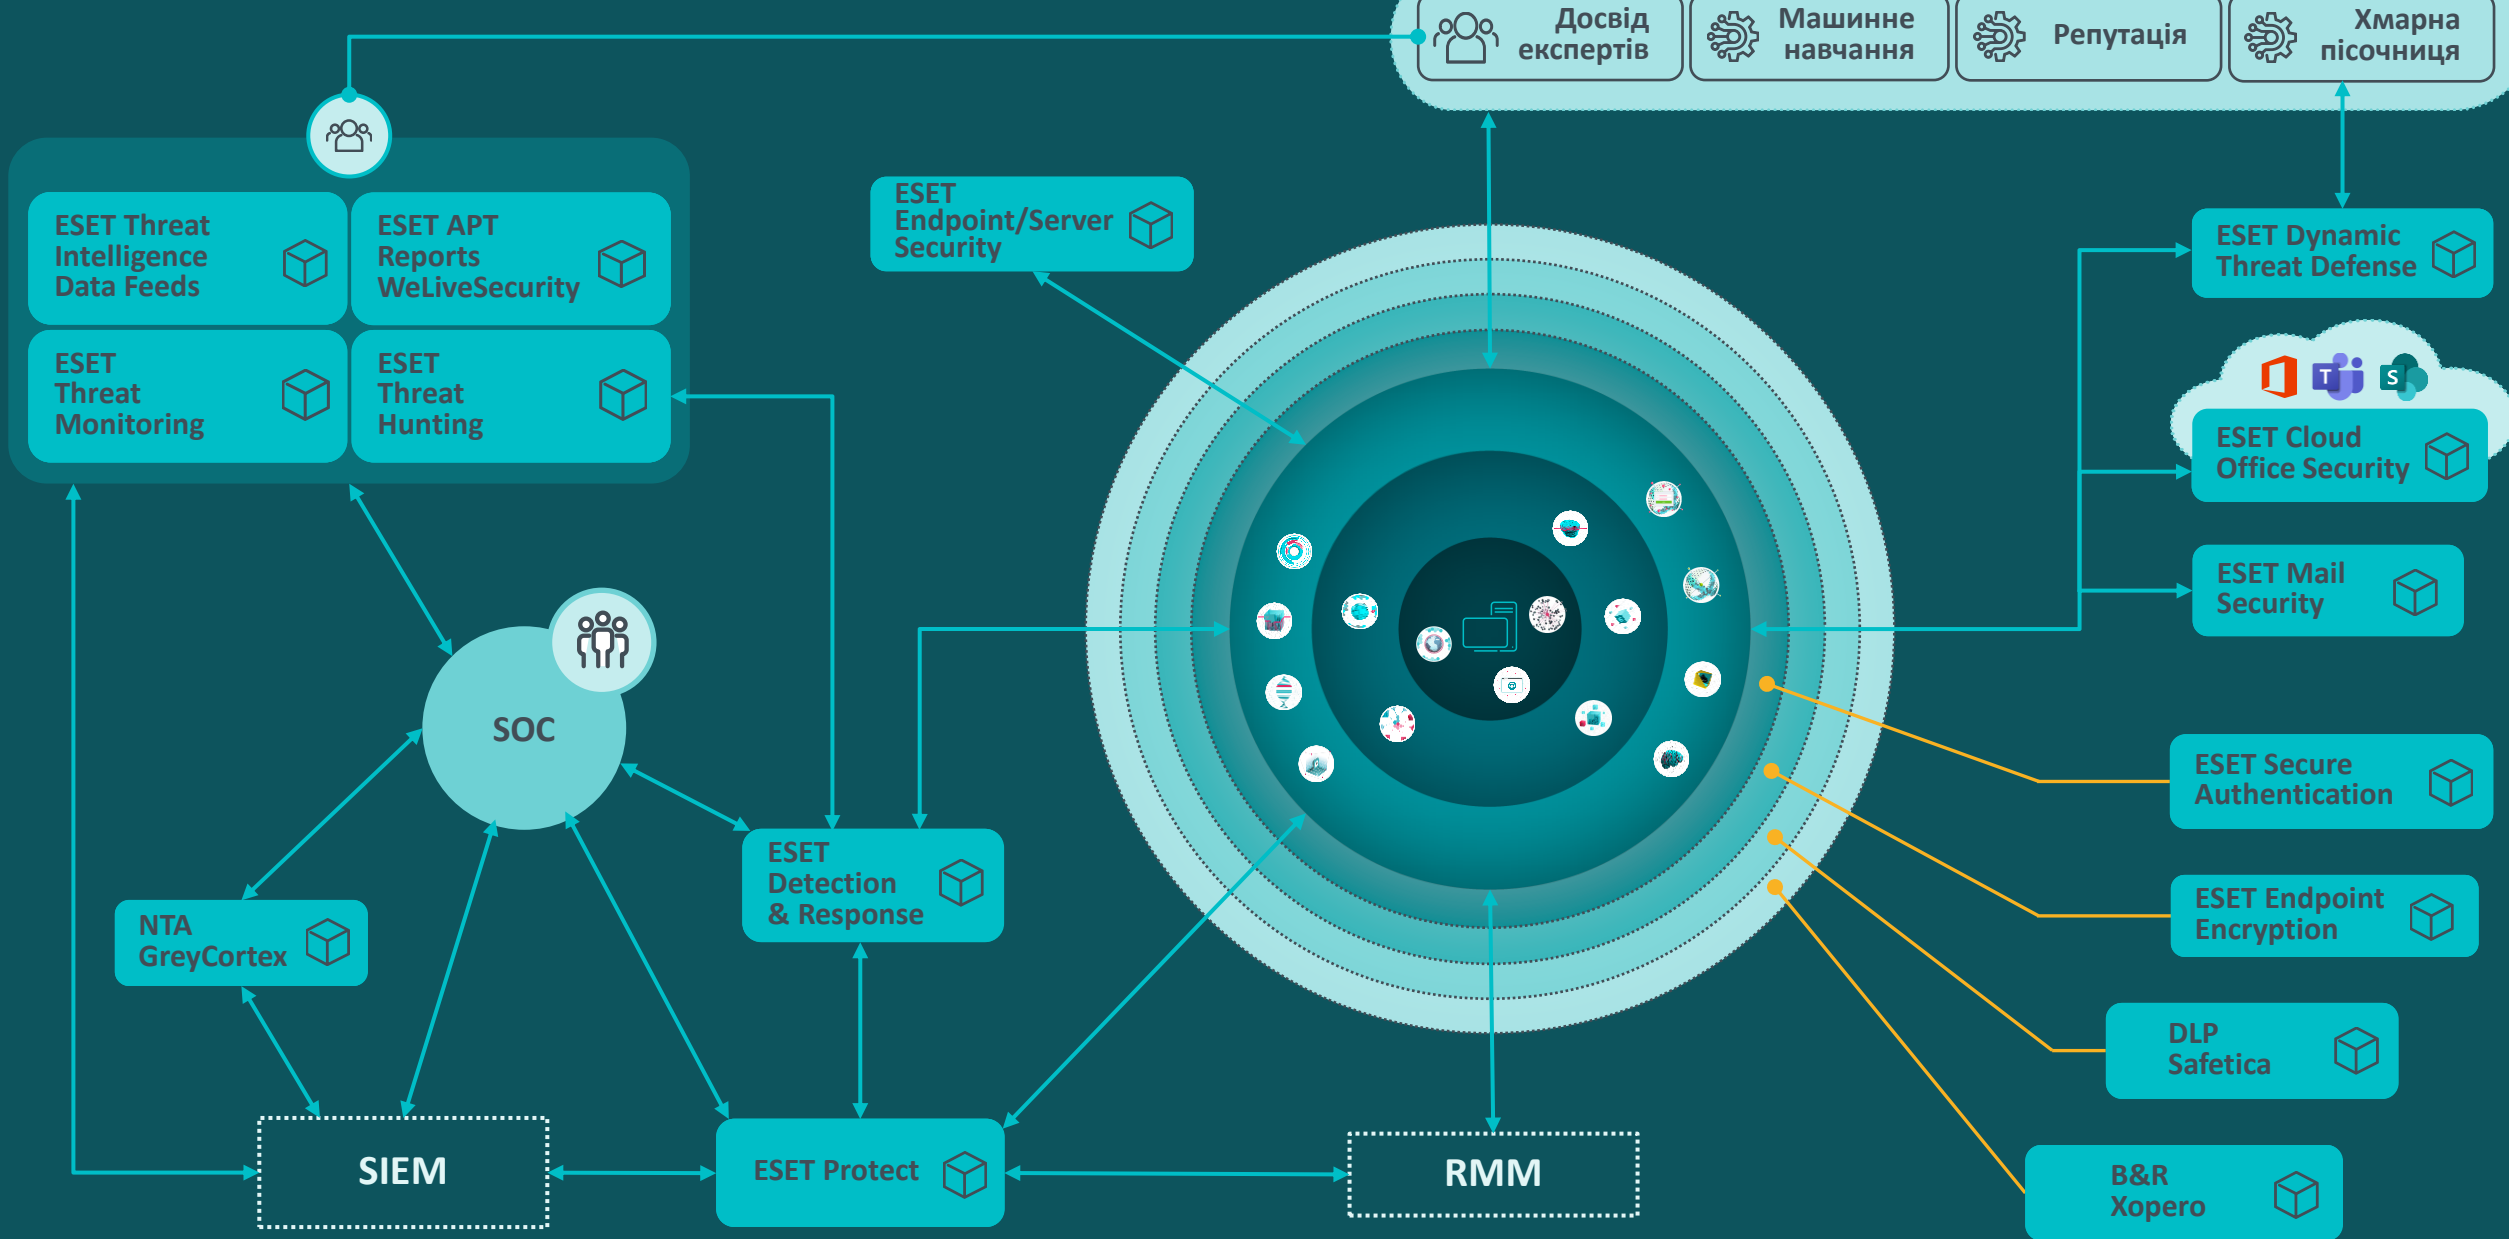 Досвід
експертів
Машинне
навчання
Репутація
Хмарна
пісочниця
ESET Threat
Intelligence
Data Feeds
ESET APT
Reports
WeLiveSecurity
ESET
Threat
Monitoring
ESET
Threat
Hunting
ESET
Endpoint/Server
Security
ESET Dynamic
Threat Defense
ESET Cloud
Office Security
ESET Mail
Security
SOC
ESET Secure
Authentication
ESET
Detection
& Response
ESET Endpoint
Encryption
NTA
GreyCortex
DLP
Safetica
SIEM
ESET Protect
RMM
B&R
Xopero